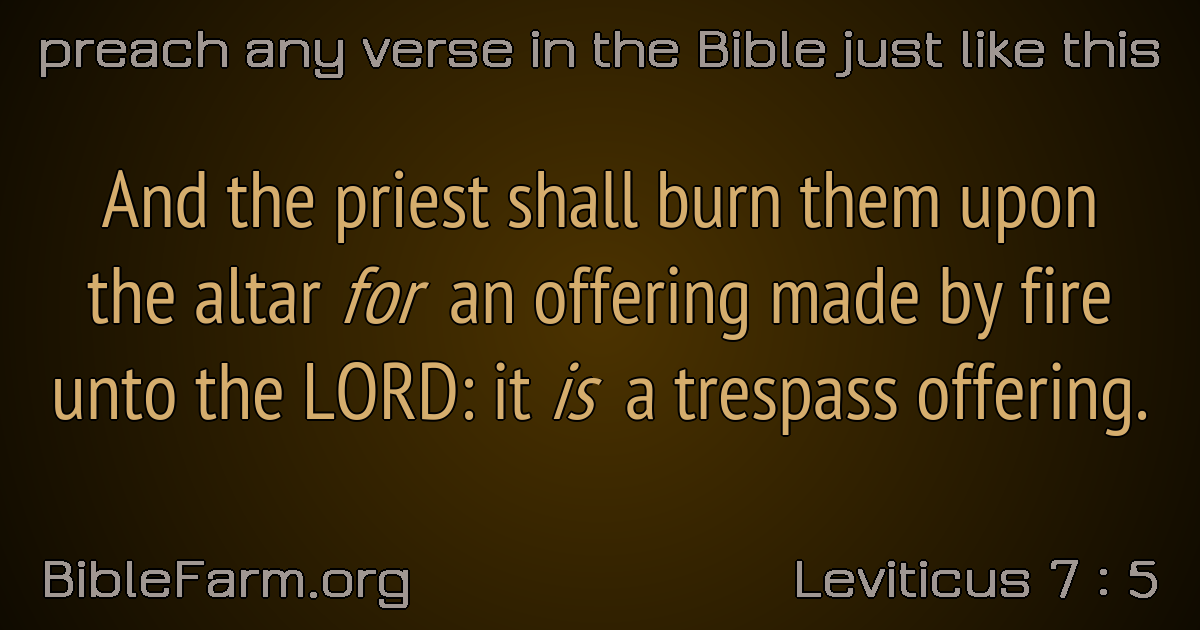 preach any verse in the Bible just like this
And the priest shall burn them upon
the altar for an offering made by fire
unto the LORD: it is a trespass offering.
BibleFarm.org
Leviticus 7 : 5